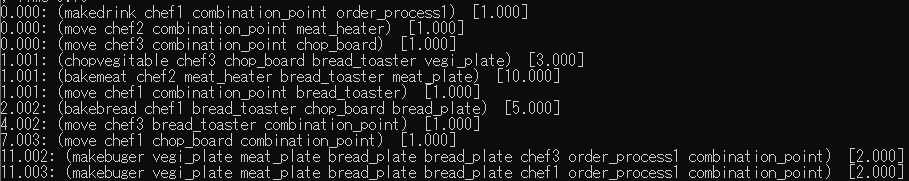 0.000: (makedrink chef1 combination_point order_process1)  [1.000]
0.000: (move chef2 combination_point meat_heater)  [1.000]
0.000: (move chef3 combination_point chop_board)  [1.000]
1.001: (chopvegitable chef3 chop_board bread_toaster vegi_plate)  [3.000]
1.001: (bakemeat chef2 meat_heater bread_toaster meat_plate)  [10.000]
1.001: (move chef1 combination_point bread_toaster)  [1.000]
2.002: (bakebread chef1 bread_toaster chop_board bread_plate)  [5.000]
4.002: (move chef3 bread_toaster combination_point)  [1.000]
7.003: (move chef1 chop_board combination_point)  [1.000]
11.002: (makebuger vegi_plate meat_plate bread_plate bread_plate chef3 order_process1 combination_point)  [2.000]
11.003: (makebuger vegi_plate meat_plate bread_plate bread_plate chef1 order_process1 combination_point)  [2.000]